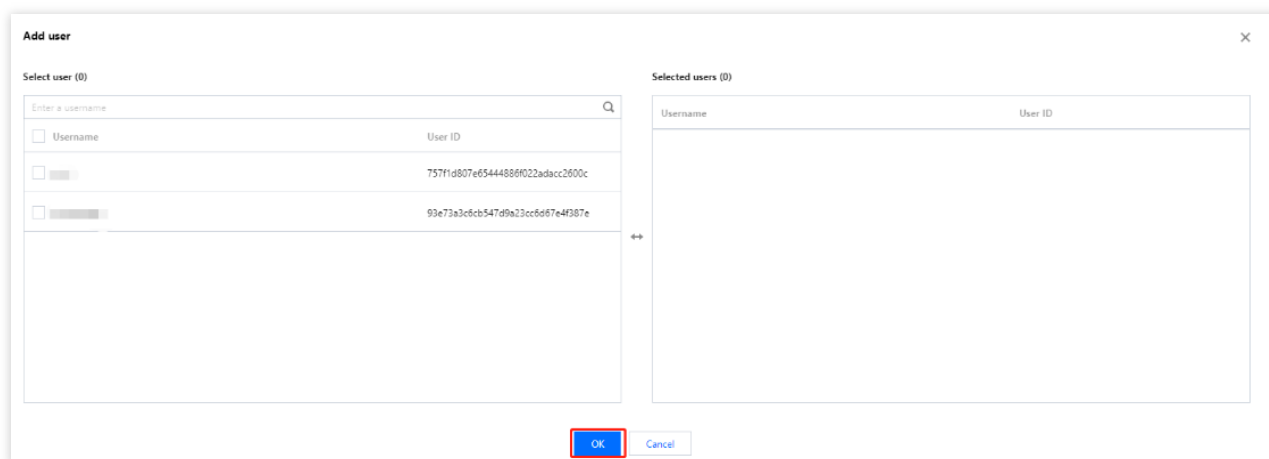 Add user
Select user (0)
Selected users (0)
Enter a username
Username User ID
Username User ID
757f1d807e65444886f022adacc2600c
93e73a3c6cb547d9a23cc6d67e4f387e
OK Cancel